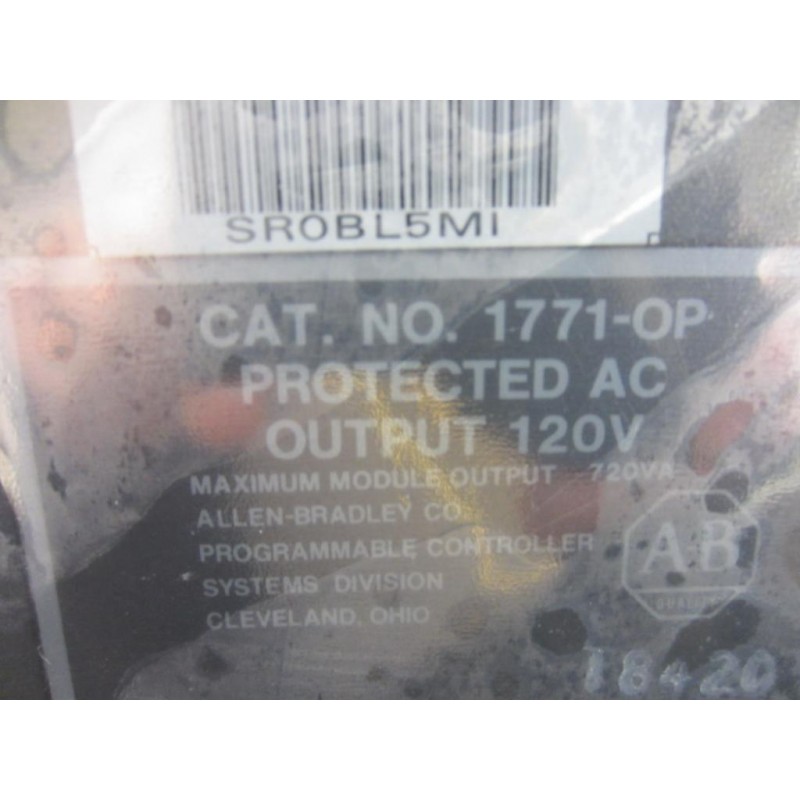 SR0BL5MI
CAT. NO. 1771-OP
PROTECTED AC
OUTPUT 120V
MAXIMUM MODULE OUTPUT 720VA
ALLEN-BRADLEY CO.
PROGRAMMABLE CONTROLLER
SYSTEMS DIVISION
CLEVELAND, OHIO
A-B
QUALITY
18420